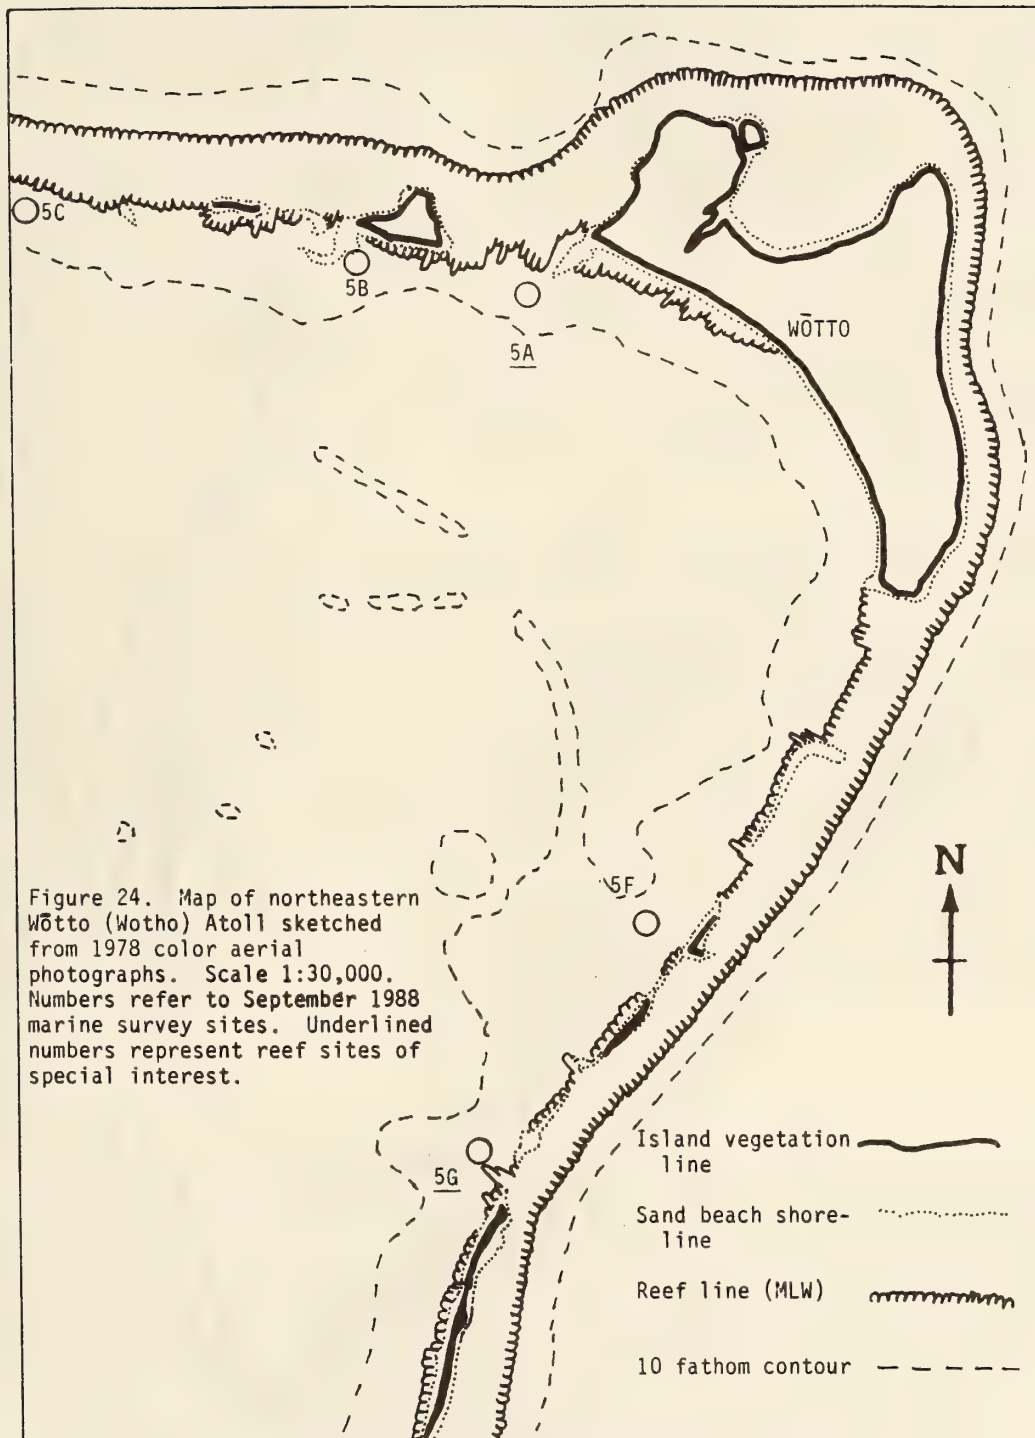 5C
5B
5A
WŌTTO
5F
N
Figure 24. Map of northeastern
Wōtto (Wotho) Atoll sketched
from 1978 color aerial
photographs. Scale 1:30,000.
Numbers refer to September 1988
marine survey sites. Underlined
numbers represent reef sites of
special interest.
5G
Island vegetation
line
Sand beach shore-
line
Reef line (MLW)
10 fathom contour